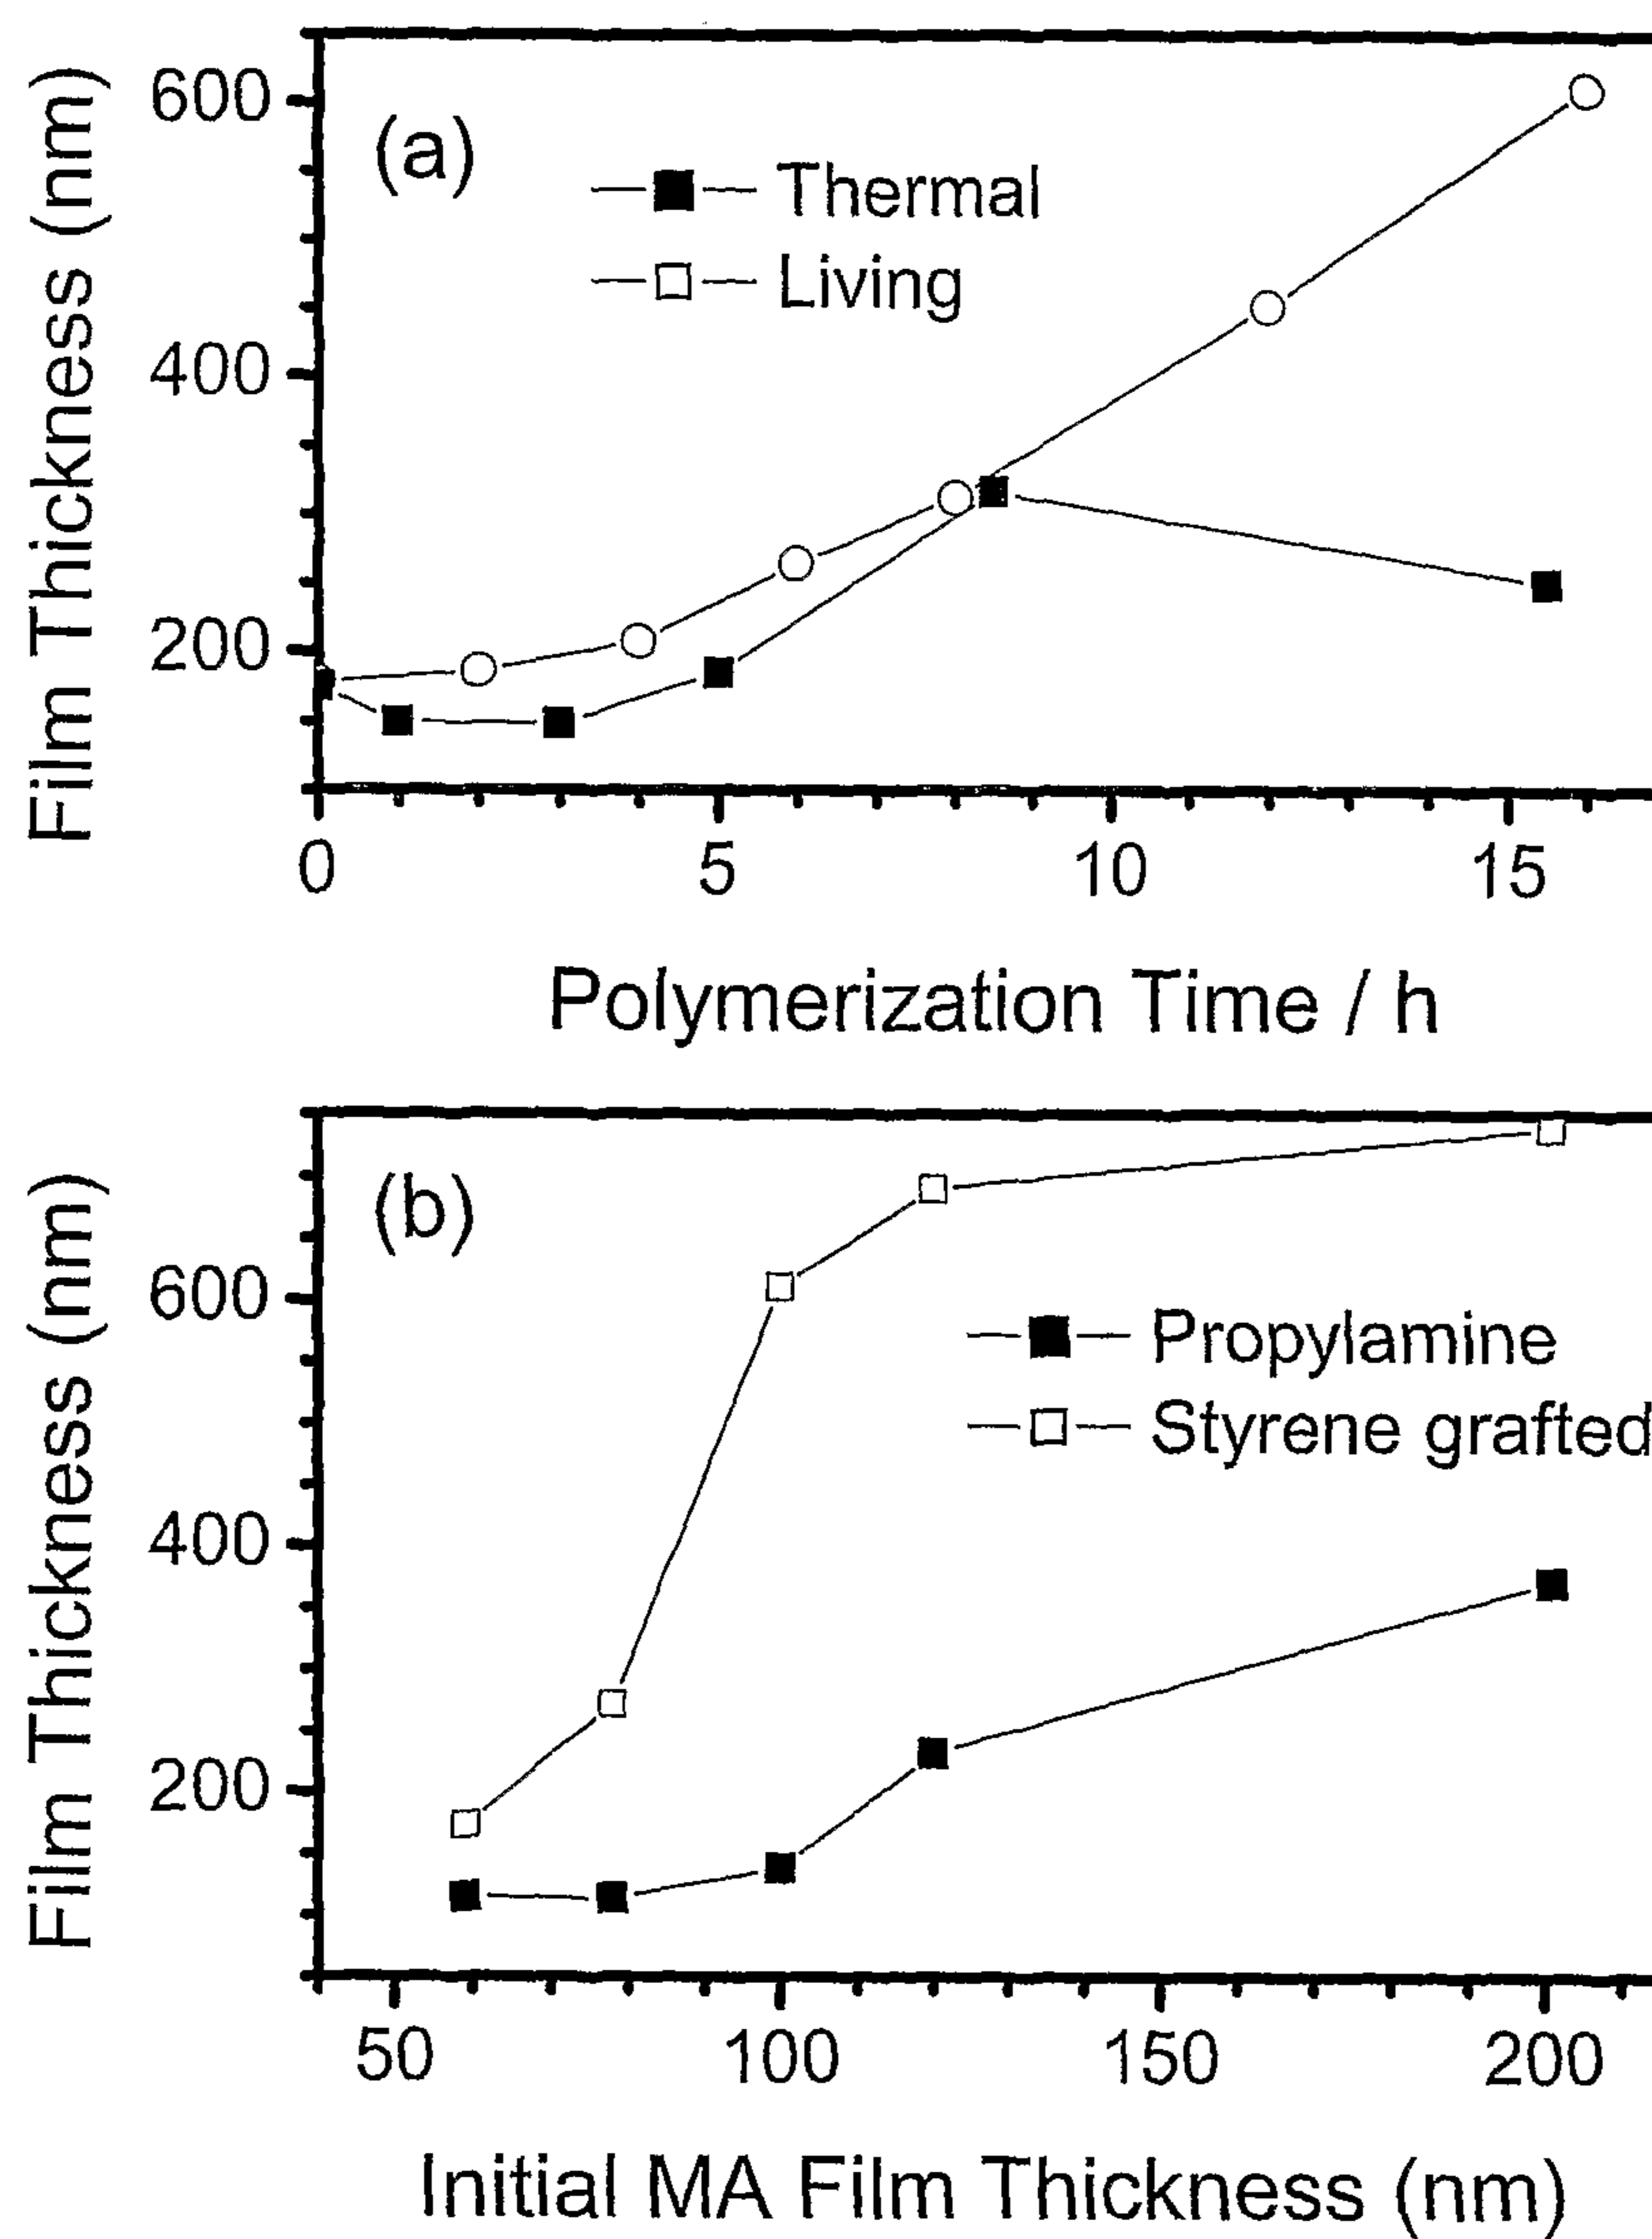 600
(a)
Thermal
Living
400
200
Film Thickness (nm)
0 5 10 15
Polymerization Time / h
(b)
600
Propylamine
Styrene grafted
400
200
Film Thickness (nm)
50 100 150 200
Initial MA Film Thickness (nm)